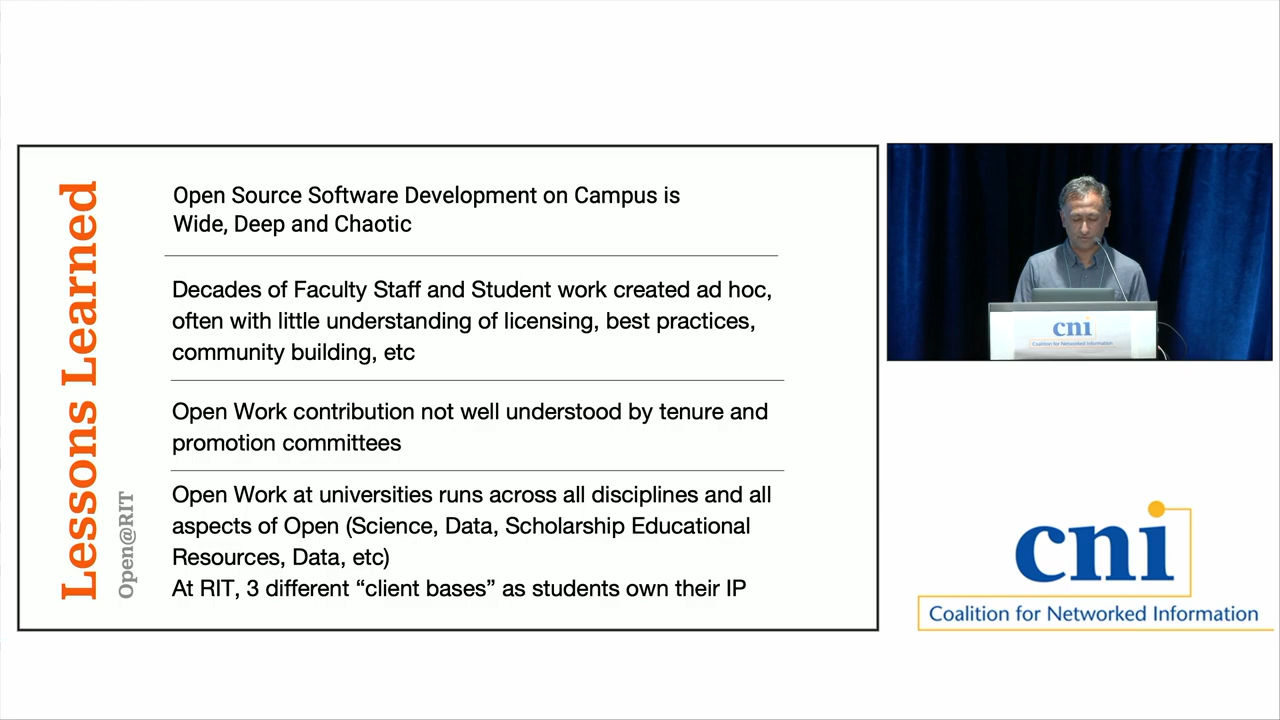 Lessons Learned
Open@RIT
Open Source Software Development on Campus is
Wide, Deep and Chaotic
Decades of Faculty Staff and Student work created ad hoc,
often with little understanding of licensing, best practices,
community building, etc
Open Work contribution not well understood by tenure and
promotion committees
Open Work at universities runs across all disciplines and all
aspects of Open (Science, Data, Scholarship Educational
Resources, Data, etc)
At RIT, 3 different “client bases” as students own their IP
cni
Coalition for Networked Information
cni
Coalition for Networked Information